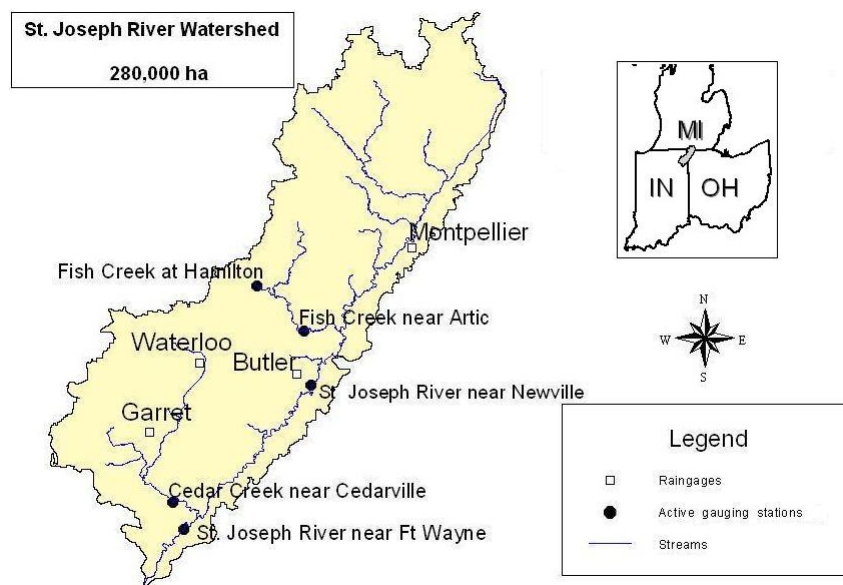 St. Joseph River Watershed
280,000 ha
MI
IN
OH
Montpellier
Fish Creek at Hamilton
Fish Creek near Artic
Waterloo
Butler
St. Joseph River near Newville
Garret
Cedar Creek near Cedarville
St. Joseph River near Ft Wayne
N
W
E
S
Legend
Raingages
Active gauging stations
Streams